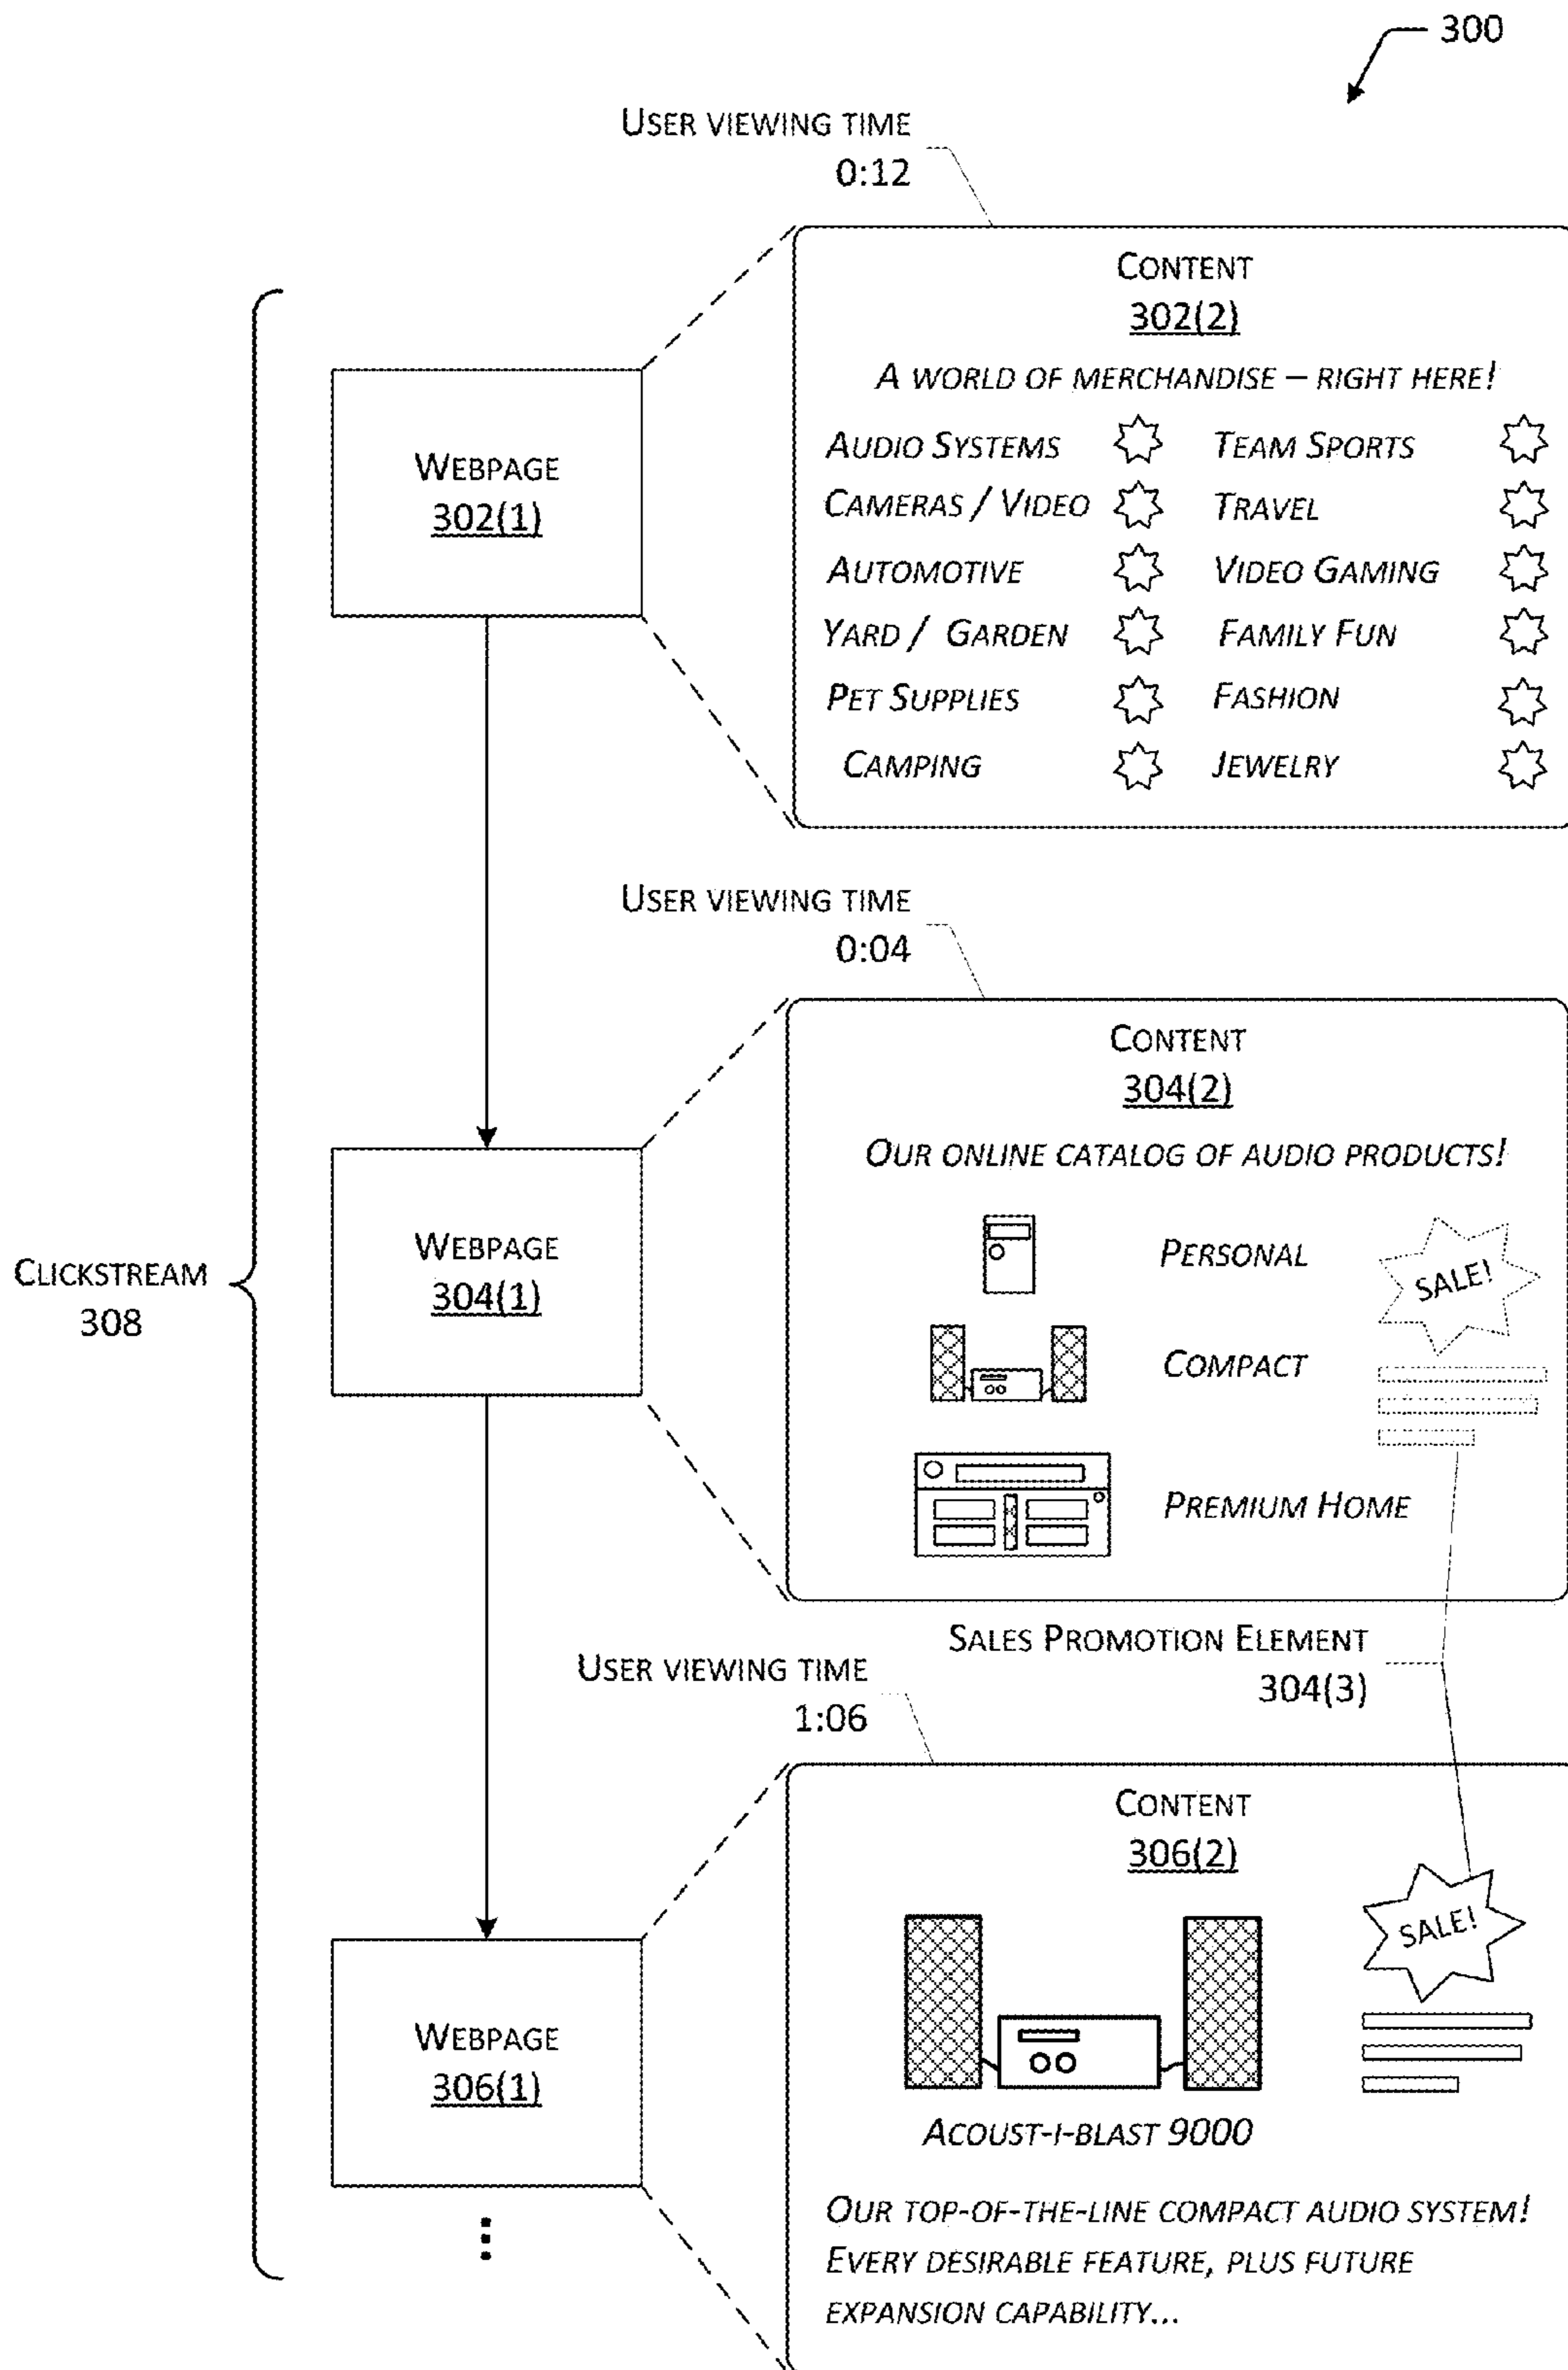 300
USER VIEWING TIME
0:12
CONTENT
302(2)
A WORLD OF MERCHANDISE – RIGHT HERE!
AUDIO SYSTEMS TEAM SPORTS
CAMERAS / VIDEO TRAVEL
AUTOMOTIVE VIDEO GAMING
YARD / GARDEN FAMILY FUN
PET SUPPLIES FASHION
CAMPING JEWELRY
WEBPAGE
302(1)
USER VIEWING TIME
0:04
CONTENT
304(2)
OUR ONLINE CATALOG OF AUDIO PRODUCTS!
PERSONAL
SALE!
COMPACT
PREMIUM HOME
WEBPAGE
304(1)
CLICKSTREAM
308
SALES PROMOTION ELEMENT
304(3)
USER VIEWING TIME
1:06
CONTENT
306(2)
SALE!
ACOUST-I-BLAST 9000
OUR TOP-OF-THE-LINE COMPACT AUDIO SYSTEM!
EVERY DESIRABLE FEATURE, PLUS FUTURE
EXPANSION CAPABILITY...
WEBPAGE
306(1)